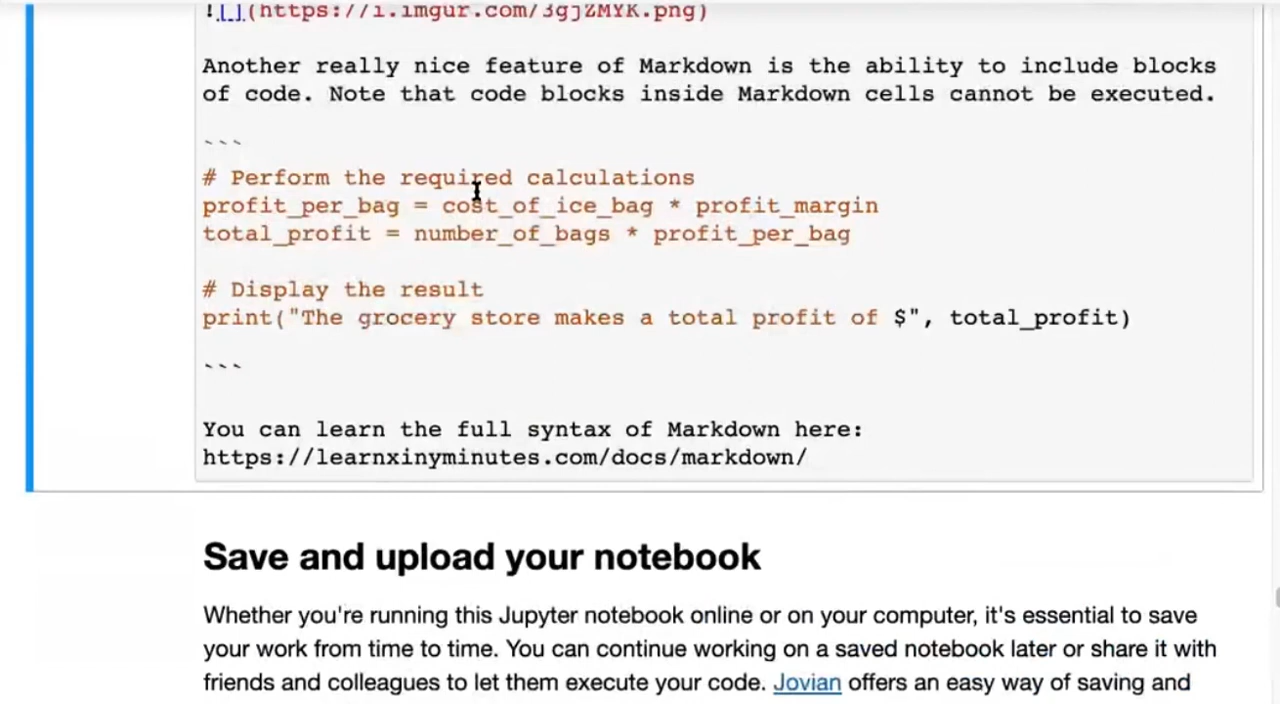 ![](https://i.imgur.com/3gjZMYK.png)
Another really nice feature of Markdown is the ability to include blocks
of code. Note that code blocks inside Markdown cells cannot be executed.
```
# Perform the required calculations
profit_per_bag = cost_of_ice_bag * profit_margin
total_profit = number_of_bags * profit_per_bag
# Display the result
print("The grocery store makes a total profit of $", total_profit)
```
You can learn the full syntax of Markdown here:
https://learnxinyminutes.com/docs/markdown/
Save and upload your notebook
Whether you're running this Jupyter notebook online or on your computer, it's essential to save
your work from time to time. You can continue working on a saved notebook later or share it with
friends and colleagues to let them execute your code. Jovian offers an easy way of saving and